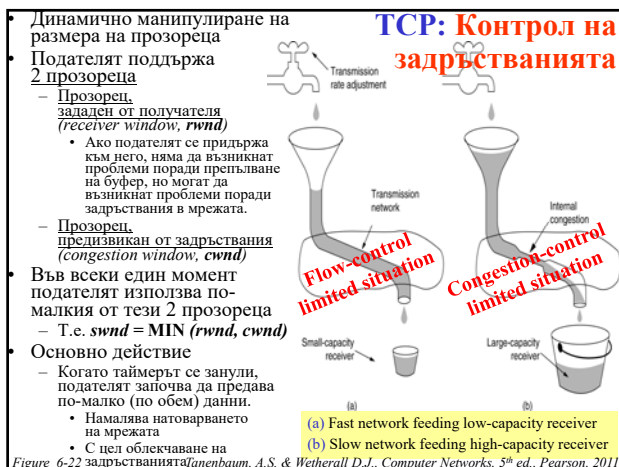 TCP: Контрол на
задръстванията
• Динамично манипулиране на
размера на прозореца
• Подателят поддържа
2 прозореца
– Прозорец,
зададен от получателя
(receiver window, rwnd)
• Ако подателят се придържа
към него, няма да възникнат
проблеми поради препълване
на буфер, но могат да
възникнат проблеми поради
задръствания в мрежата.
– Прозорец,
предизвикан от задръствания
(congestion window, cwnd)
• Във всеки един момент
подателят използва по-
малкия от тези 2 прозореца
– Т.е. swnd = MIN (rwnd, cwnd)
• Основно действие
– Когато таймерът се занули,
подателят започва да предава
по-малко (по обем) данни.
• Намалява натоварването
на мрежата
• С цел облекчаване на
задръстванията
Transmission
rate adjustment
Transmission
network
Internal
congestion
Flow-control
limited situation
Congestion-control
limited situation
Small-capacity
receiver
Large-capacity
receiver
(a)
(b)
(a) Fast network feeding low-capacity receiver
(b) Slow network feeding high-capacity receiver
Figure 6-22
Tanenbaum, A.S. & Wetherall D.J., Computer Networks, 5th ed., Pearson, 2011